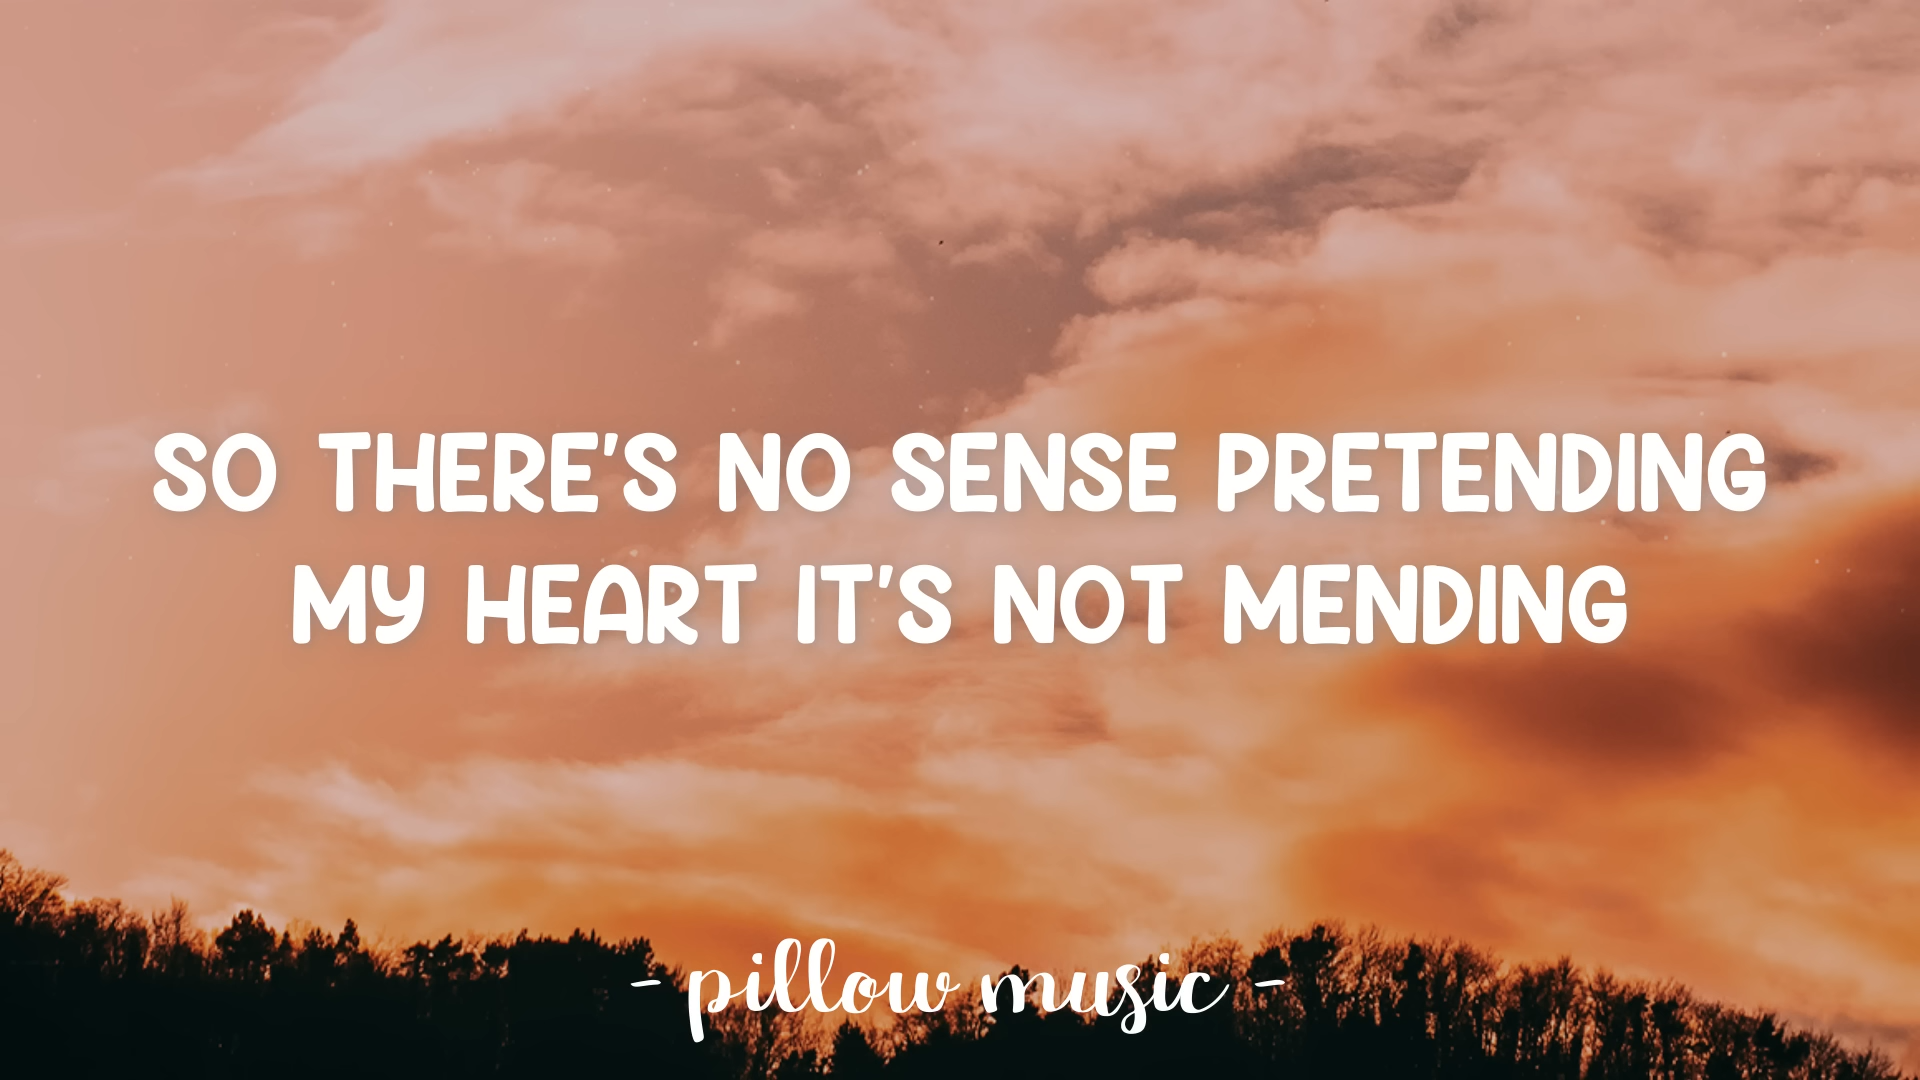 SO THERE'S NO SENSE PRETENDING
MY HEART IT'S NOT MENDING
- pillow music -